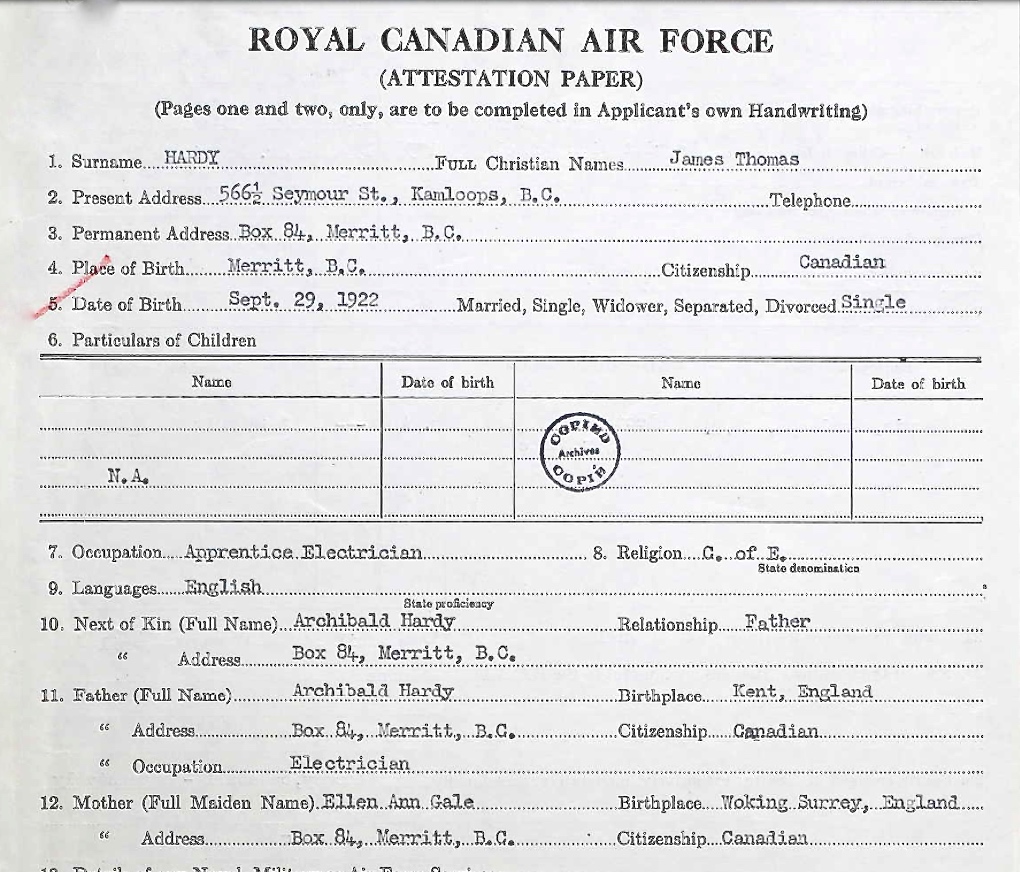 ROYAL CANADIAN AIR FORCE
(ATTESTATION PAPER)
(Pages one and two, only, are to be completed in Applicant's own Handwriting)
1. Surname HARDY FULL Christian Names James Thomas
2. Present Address 566½ Seymour St., Kamloops, B.C. Telephone
3. Permanent Address Box 84, Merritt, B.C.
4. Place of Birth Merritt, B.C. Citizenship Canadian
5. Date of Birth Sept. 29, 1922 Married, Single, Widower, Separated, Divorced Single
6. Particulars of Children
Name Date of birth Name Date of birth
COPIED
Archives
COPIÉ
N.A.
7. Occupation Apprentice Electrician 8. Religion C. of E.
State denomination
9. Languages English
State proficiency
10. Next of Kin (Full Name) Archibald Hardy Relationship Father
“ Address Box 84, Merritt, B.C.
11. Father (Full Name) Archibald Hardy Birthplace Kent, England
“ Address Box 84, Merritt, B.C. Citizenship Canadian
“ Occupation Electrician
12. Mother (Full Maiden Name) Ellen Ann Gale Birthplace Woking Surrey, England
“ Address Box 84, Merritt, B.C. Citizenship Canadian